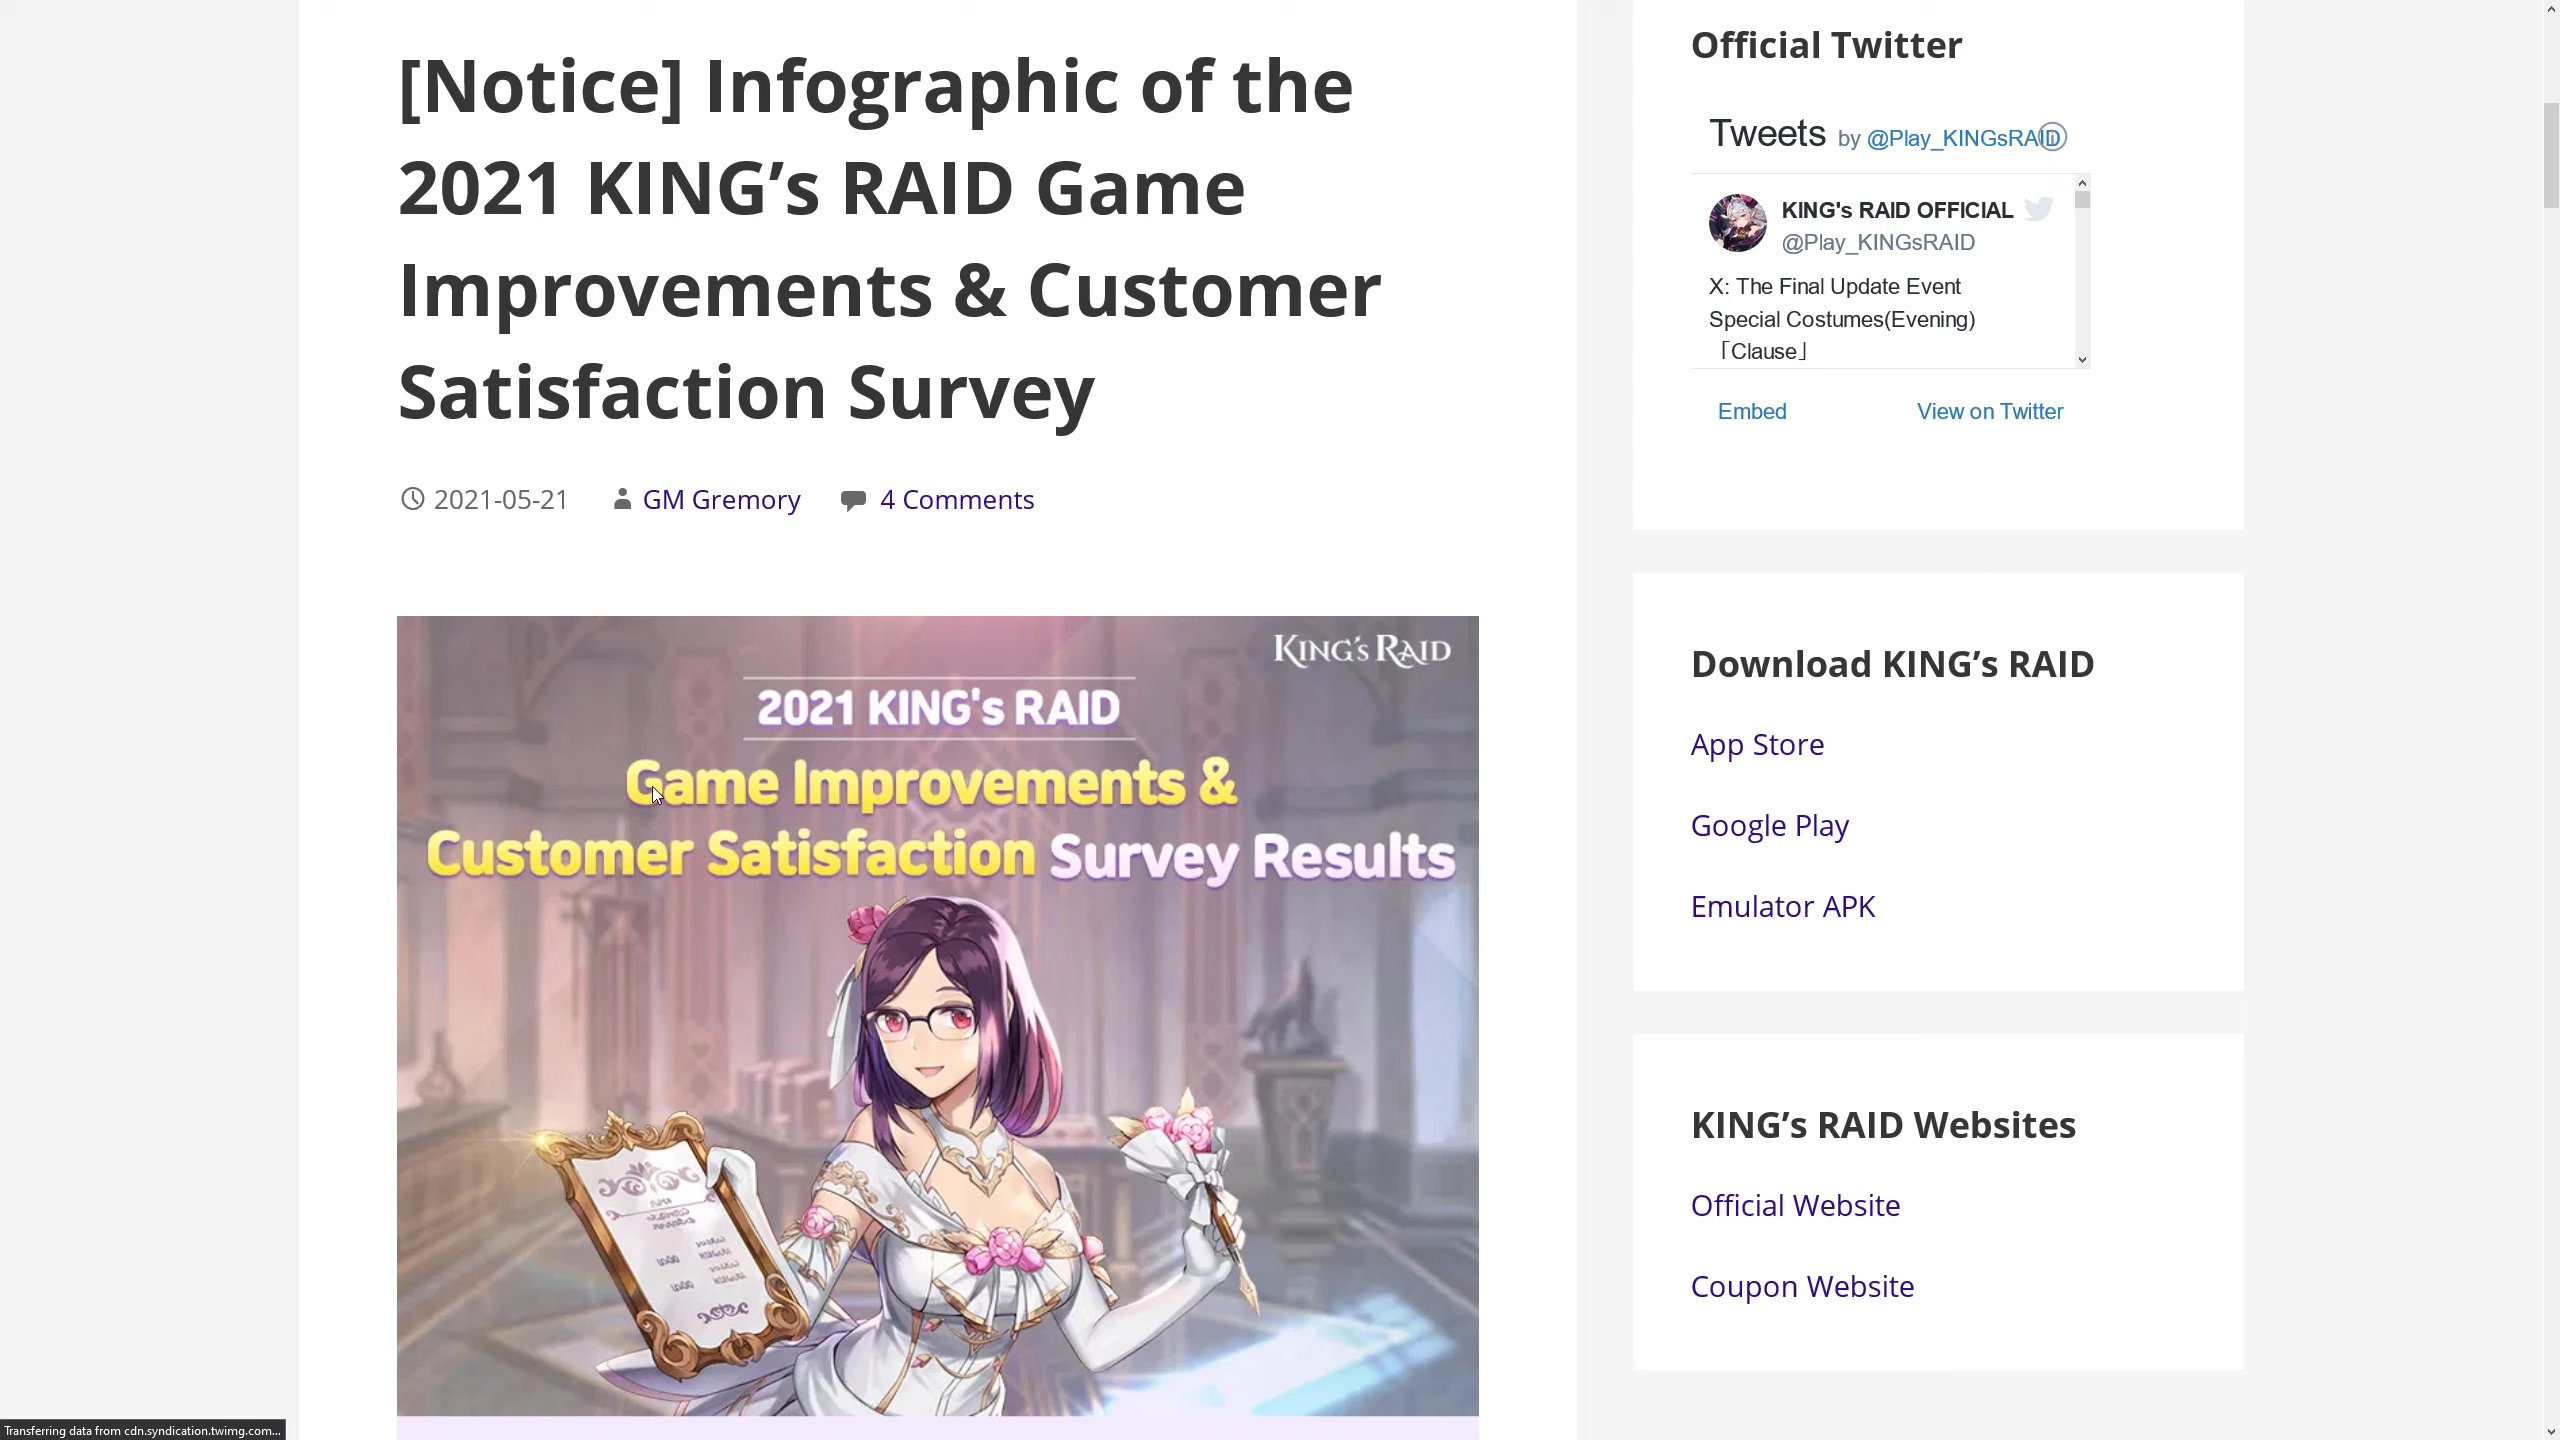 [Notice] Infographic of the
2021 KING’s RAID Game
Improvements & Customer
Satisfaction Survey
2021-05-21 GM Gremory 4 Comments
KING's RAID
2021 KING's RAID
Game Improvements &
Customer Satisfaction Survey Results
Official Twitter
Tweets by @Play_KINGsRAID
KING's RAID OFFICIAL
@Play_KINGsRAID
X: The Final Update Event
Special Costumes(Evening)
「Clause」
Embed View on Twitter
Download KING’s RAID
App Store
Google Play
Emulator APK
KING’s RAID Websites
Official Website
Coupon Website
Transferring data from cdn.syndication.twimg.com...